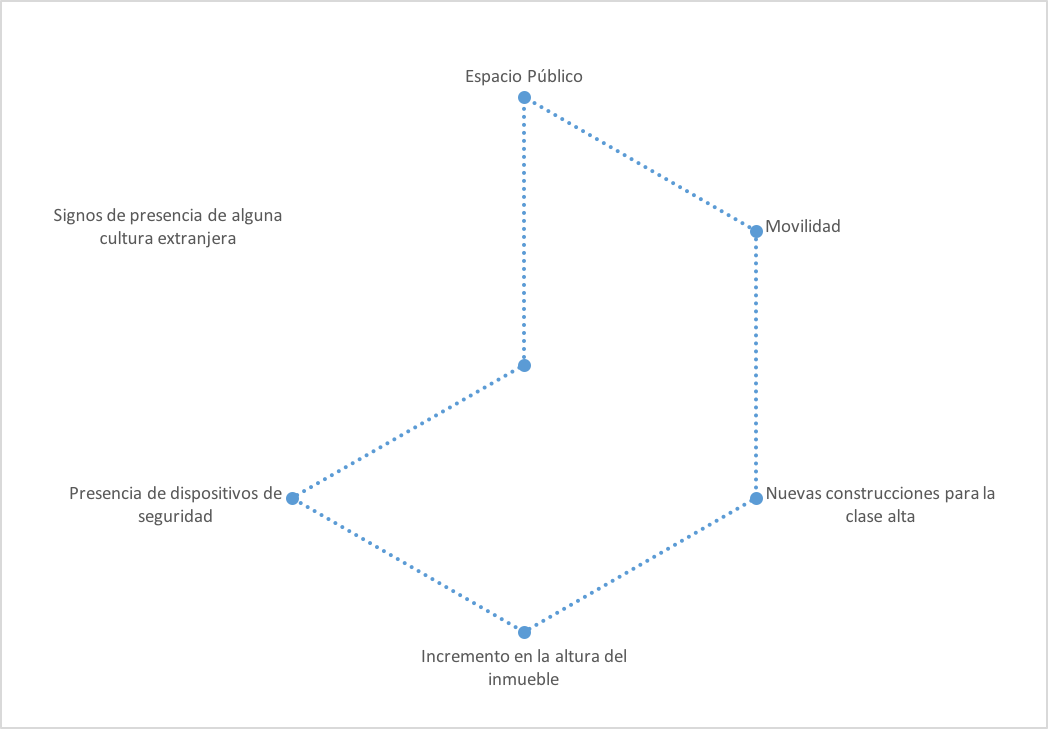 Espacio Público
Signos de presencia de alguna
cultura extranjera
Movilidad
Presencia de dispositivos de
seguridad
Nuevas construcciones para la
clase alta
Incremento en la altura del
inmueble